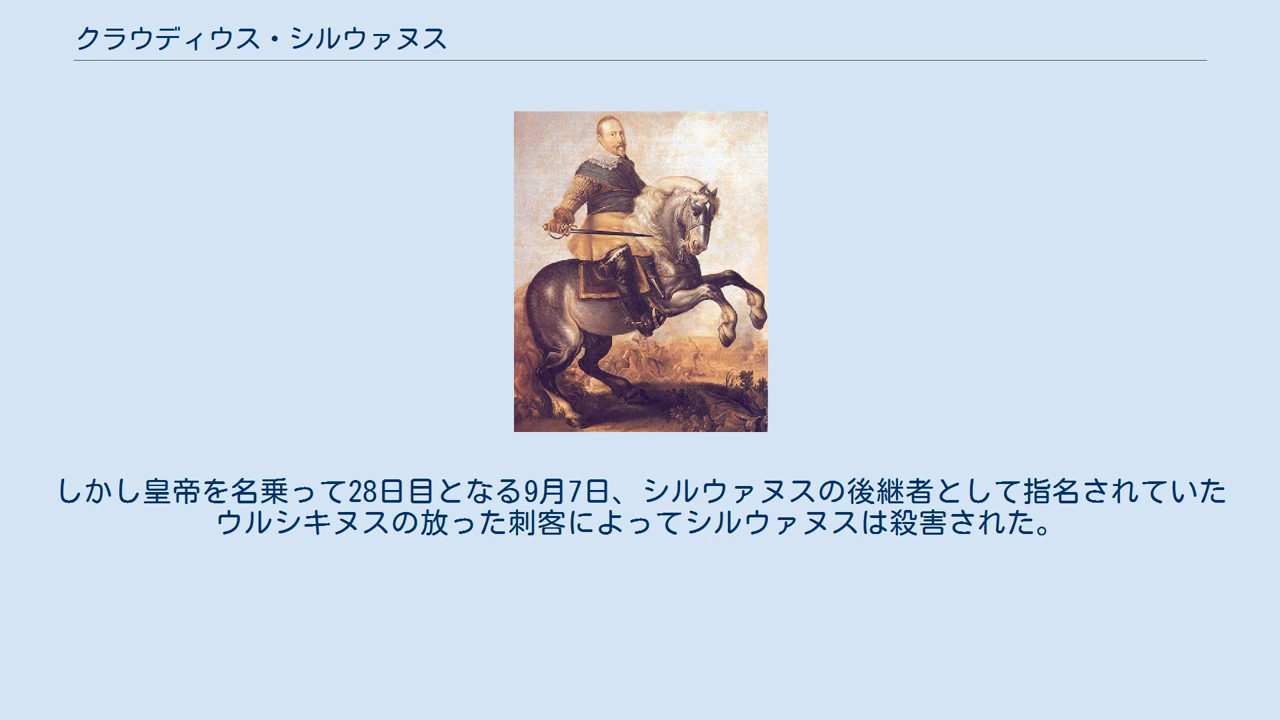 クラウディウス・シルウァヌス
しかし皇帝を名乗って28日目となる9月7日、シルウァヌスの後継者として指名されていた
ウルシキヌスの放った刺客によってシルウァヌスは殺害された。